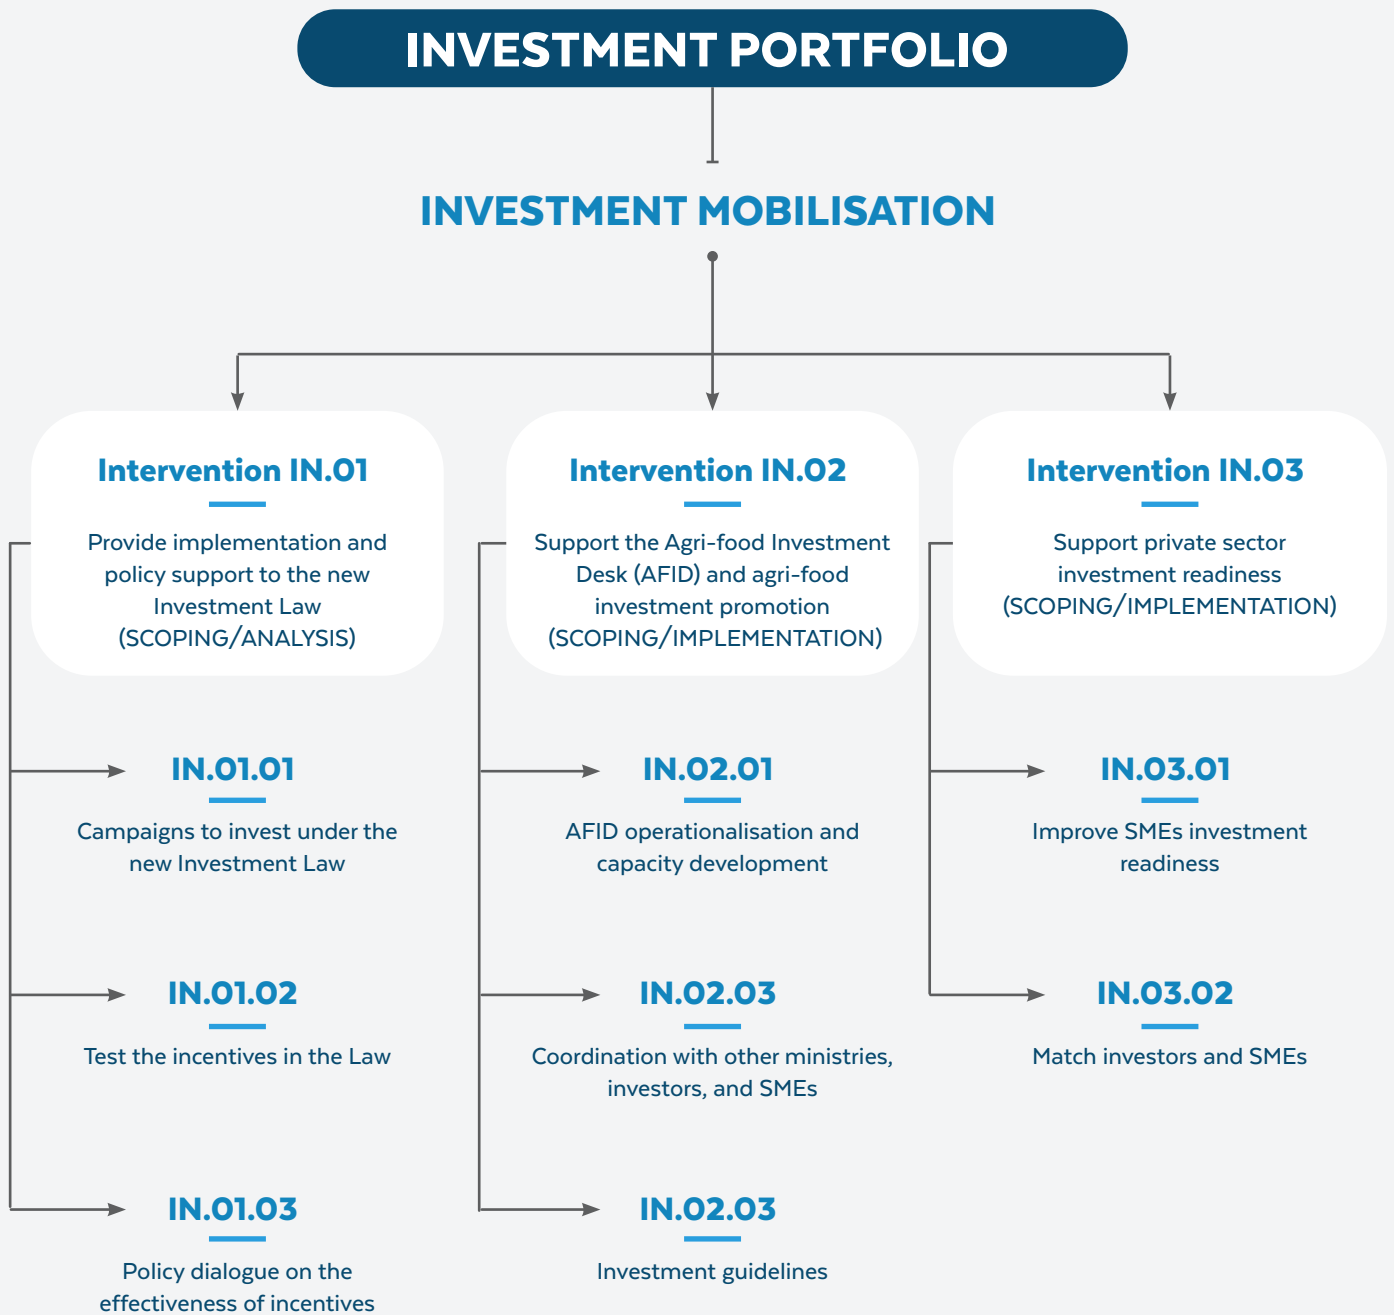 INVESTMENT PORTFOLIO
INVESTMENT MOBILISATION
Intervention IN.01
Provide implementation and
policy support to the new
Investment Law
(SCOPING/ANALYSIS)
IN.01.01
Campaigns to invest under the
new Investment Law
IN.01.02
Test the incentives in the Law
IN.01.03
Policy dialogue on the
effectiveness of incentives
Intervention IN.02
Support the Agri-food Investment
Desk (AFID) and agri-food
investment promotion
(SCOPING/IMPLEMENTATION)
IN.02.01
AFID operationalisation and
capacity development
IN.02.03
Coordination with other ministries,
investors, and SMEs
IN.02.03
Investment guidelines
Intervention IN.03
Support private sector
investment readiness
(SCOPING/IMPLEMENTATION)
IN.03.01
Improve SMEs investment
readiness
IN.03.02
Match investors and SMEs